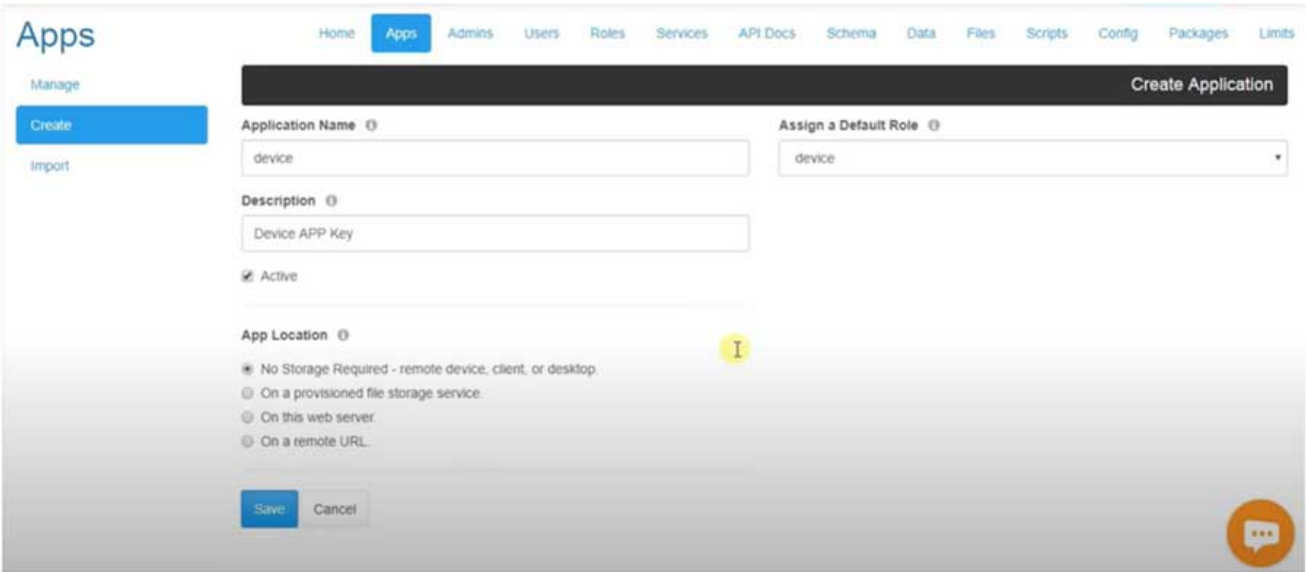 Apps
Home Apps Admins Users Roles Services API Docs Schema Data Files Scripts Config Packages Limits
Manage
Create
Import
Create Application
Application Name
Assign a Default Role
device
device
Description
Device APP Key
Active
App Location
No Storage Required - remote device, client, or desktop.
On a provisioned file storage service.
On this web server.
On a remote URL.
Save Cancel